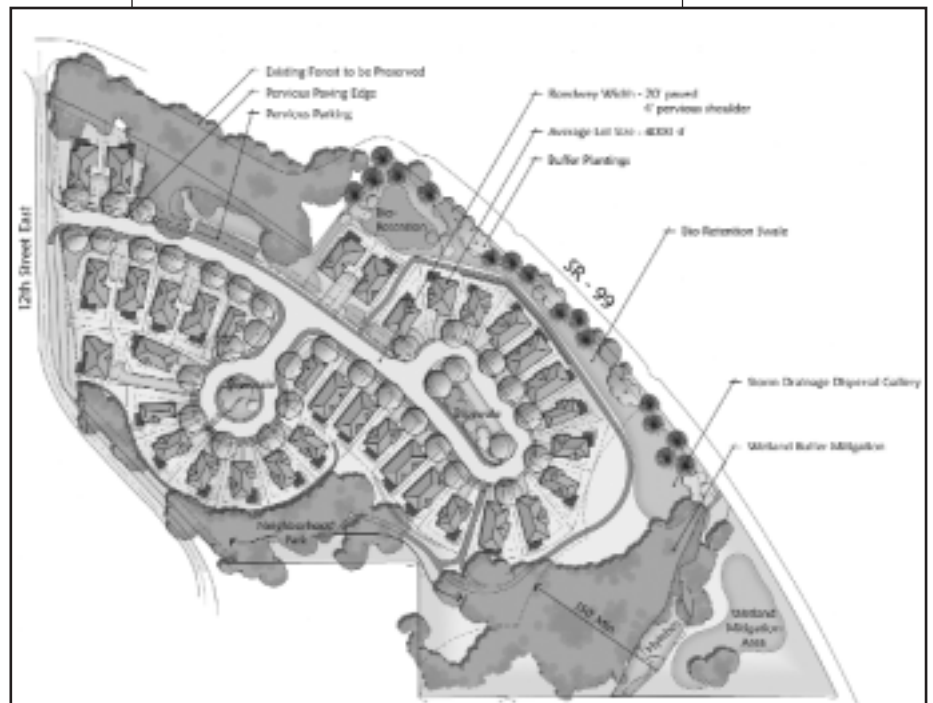 Existing Forest to be Preserved
Pervious Paving Edge
Pervious Parking
Roadway Width - 20' paved
4' pervious shoulder
Average Lot Size - 4000
Buffer Plantings
Bio-
Retention
Bio-Retention Swale
SR - 99
12th Street East
Storm Drainage Dispersal Gallery
Wetland Buffer Mitigation
Neighbourhood
Park
150' Min.
Wetland
Mitigation
Area